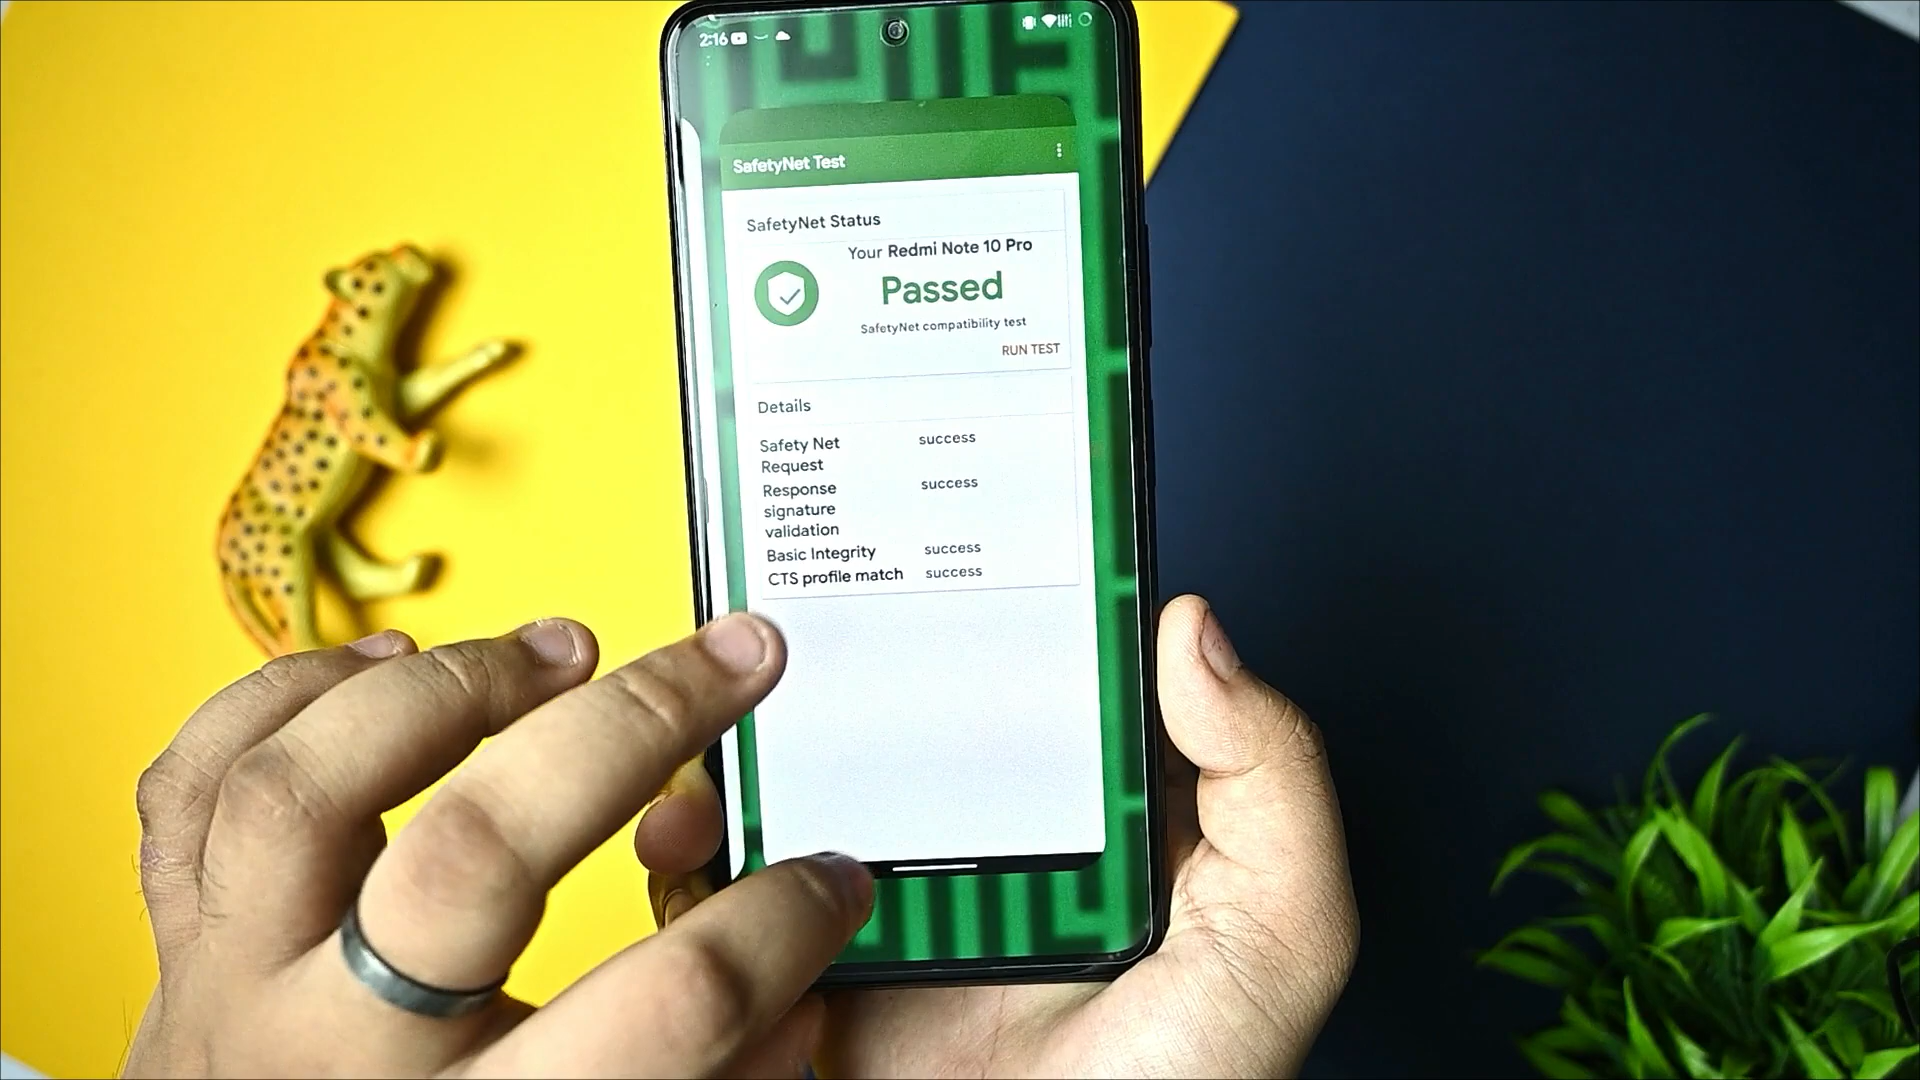 2:16
SafetyNet Test
SafetyNet Status
Your Redmi Note 10 Pro
Passed
SafetyNet compatibility test
RUN TEST
Details
Safety Net Request success
Response signature validation success
Basic Integrity success
CTS profile match success